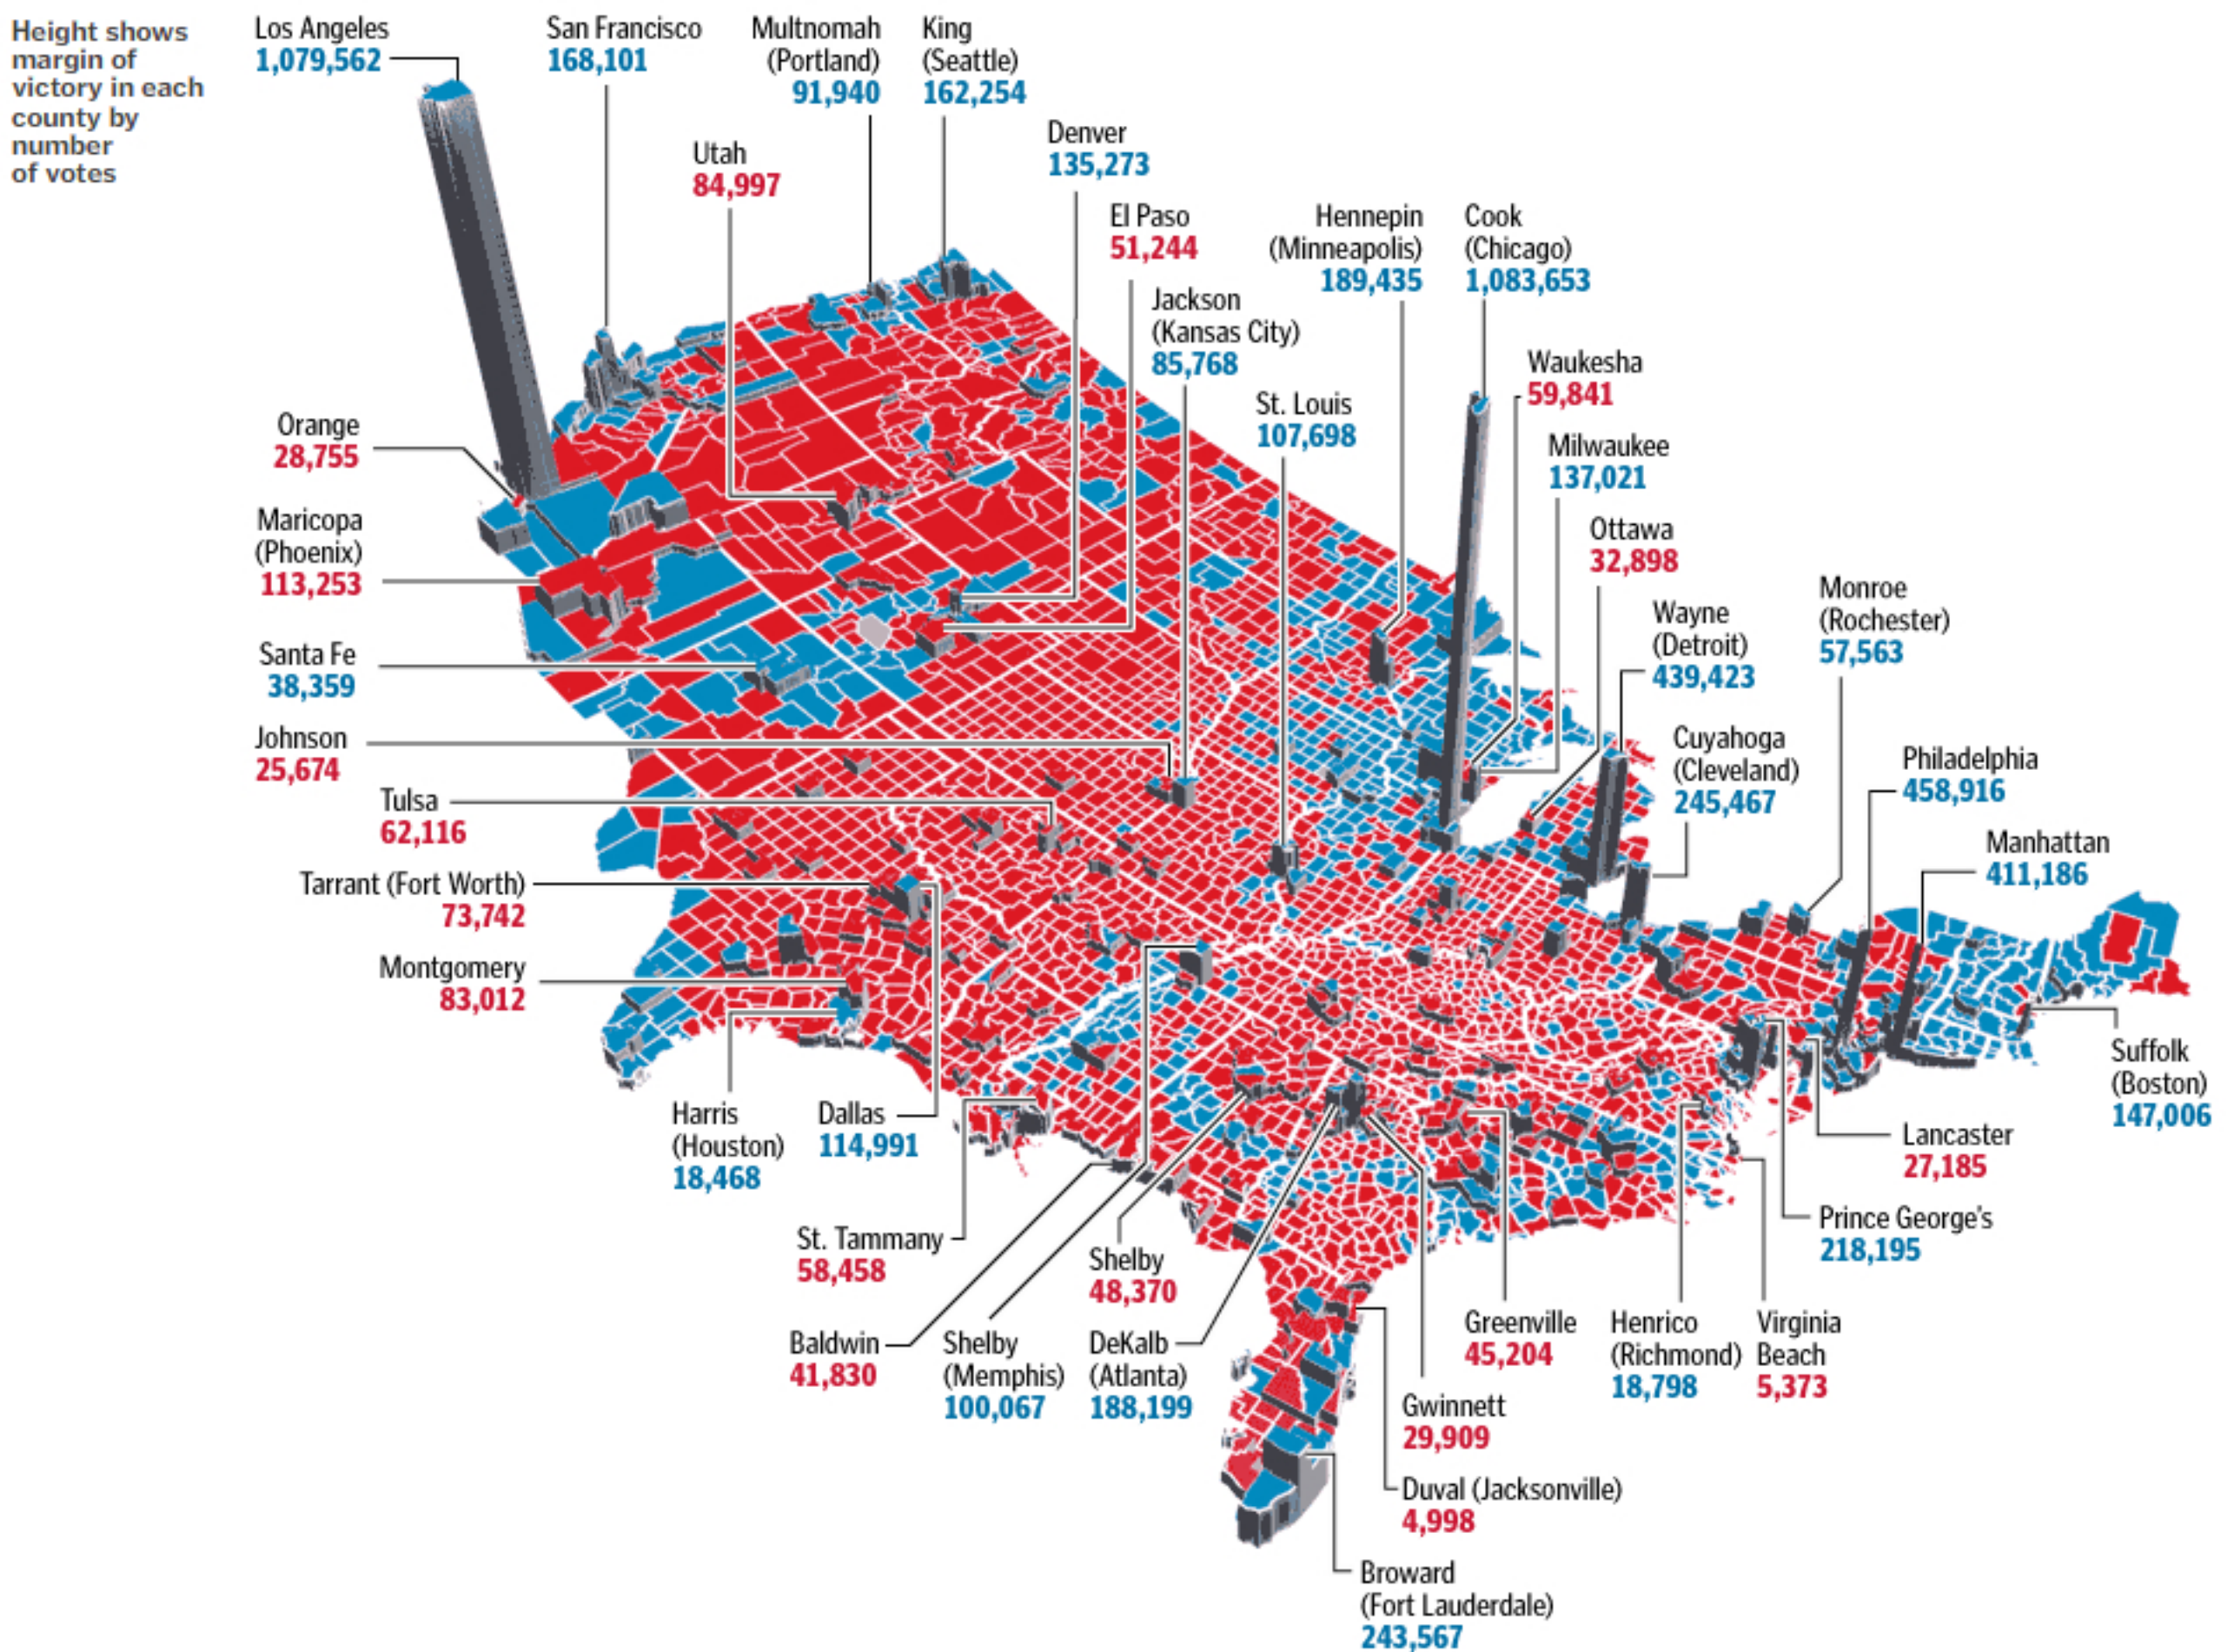 Height shows
margin of
victory in each
county by
number
of votes
Los Angeles
1,079,562
San Francisco
168,101
Multnomah
(Portland)
91,940
King
(Seattle)
162,254
Utah
84,997
Denver
135,273
El Paso
51,244
Jackson
(Kansas City)
85,768
Hennepin
(Minneapolis)
189,435
Cook
(Chicago)
1,083,653
St. Louis
107,698
Waukesha
59,841
Milwaukee
137,021
Ottawa
32,898
Wayne
(Detroit)
439,423
Monroe
(Rochester)
57,563
Cuyahoga
(Cleveland)
245,467
Philadelphia
458,916
Manhattan
411,186
Orange
28,755
Maricopa
(Phoenix)
113,253
Santa Fe
38,359
Johnson
25,674
Tulsa
62,116
Tarrant (Fort Worth)
73,742
Montgomery
83,012
Harris
(Houston)
18,468
Dallas
114,991
St. Tammany
58,458
Baldwin
41,830
Shelby
(Memphis)
100,067
Shelby
48,370
DeKalb
(Atlanta)
188,199
Greenville
45,204
Gwinnett
29,909
Henrico
(Richmond)
18,798
Virginia
Beach
5,373
Suffolk
(Boston)
147,006
Lancaster
27,185
Prince George's
218,195
Duval (Jacksonville)
4,998
Broward
(Fort Lauderdale)
243,567